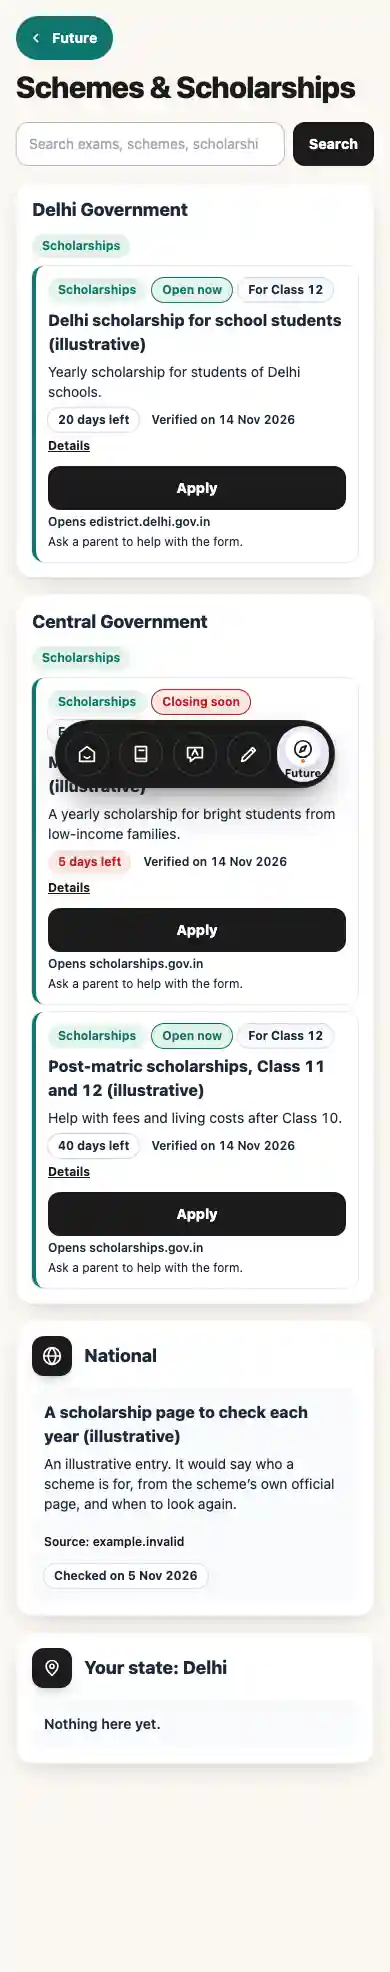 Future
Schemes & Scholarships
Search exams, schemes, scholarshi
Search
Delhi Government
Scholarships
Scholarships
Open now
For Class 12
Delhi scholarship for school students
(illustrative)
Yearly scholarship for students of Delhi
schools.
20 days left
Verified on 14 Nov 2026
Details
Apply
Opens edistrict.delhi.gov.in
Ask a parent to help with the form.
Central Government
Scholarships
Scholarships
Closing soon
Future
(illustrative)
A yearly scholarship for bright students from
low-income families.
5 days left
Verified on 14 Nov 2026
Details
Apply
Opens scholarships.gov.in
Ask a parent to help with the form.
Scholarships
Open now
For Class 12
Post-matric scholarships, Class 11
and 12 (illustrative)
Help with fees and living costs after Class 10.
40 days left
Verified on 14 Nov 2026
Details
Apply
Opens scholarships.gov.in
Ask a parent to help with the form.
National
A scholarship page to check each
year (illustrative)
An illustrative entry. It would say who a
scheme is for, from the scheme's own official
page, and when to look again.
Source: example.invalid
Checked on 5 Nov 2026
Your state: Delhi
Nothing here yet.